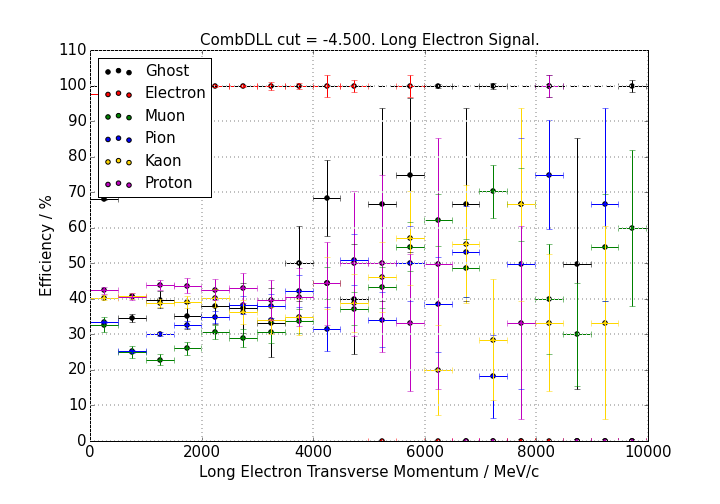 CombDLL cut = -4.500. Long Electron Signal.
110
100
90
80
70
60
50
40
30
20
10
0
Efficiency / %
Ghost
Electron
Muon
Pion
Kaon
Proton
0 2000 4000 6000 8000 10000
Long Electron Transverse Momentum / MeV/c